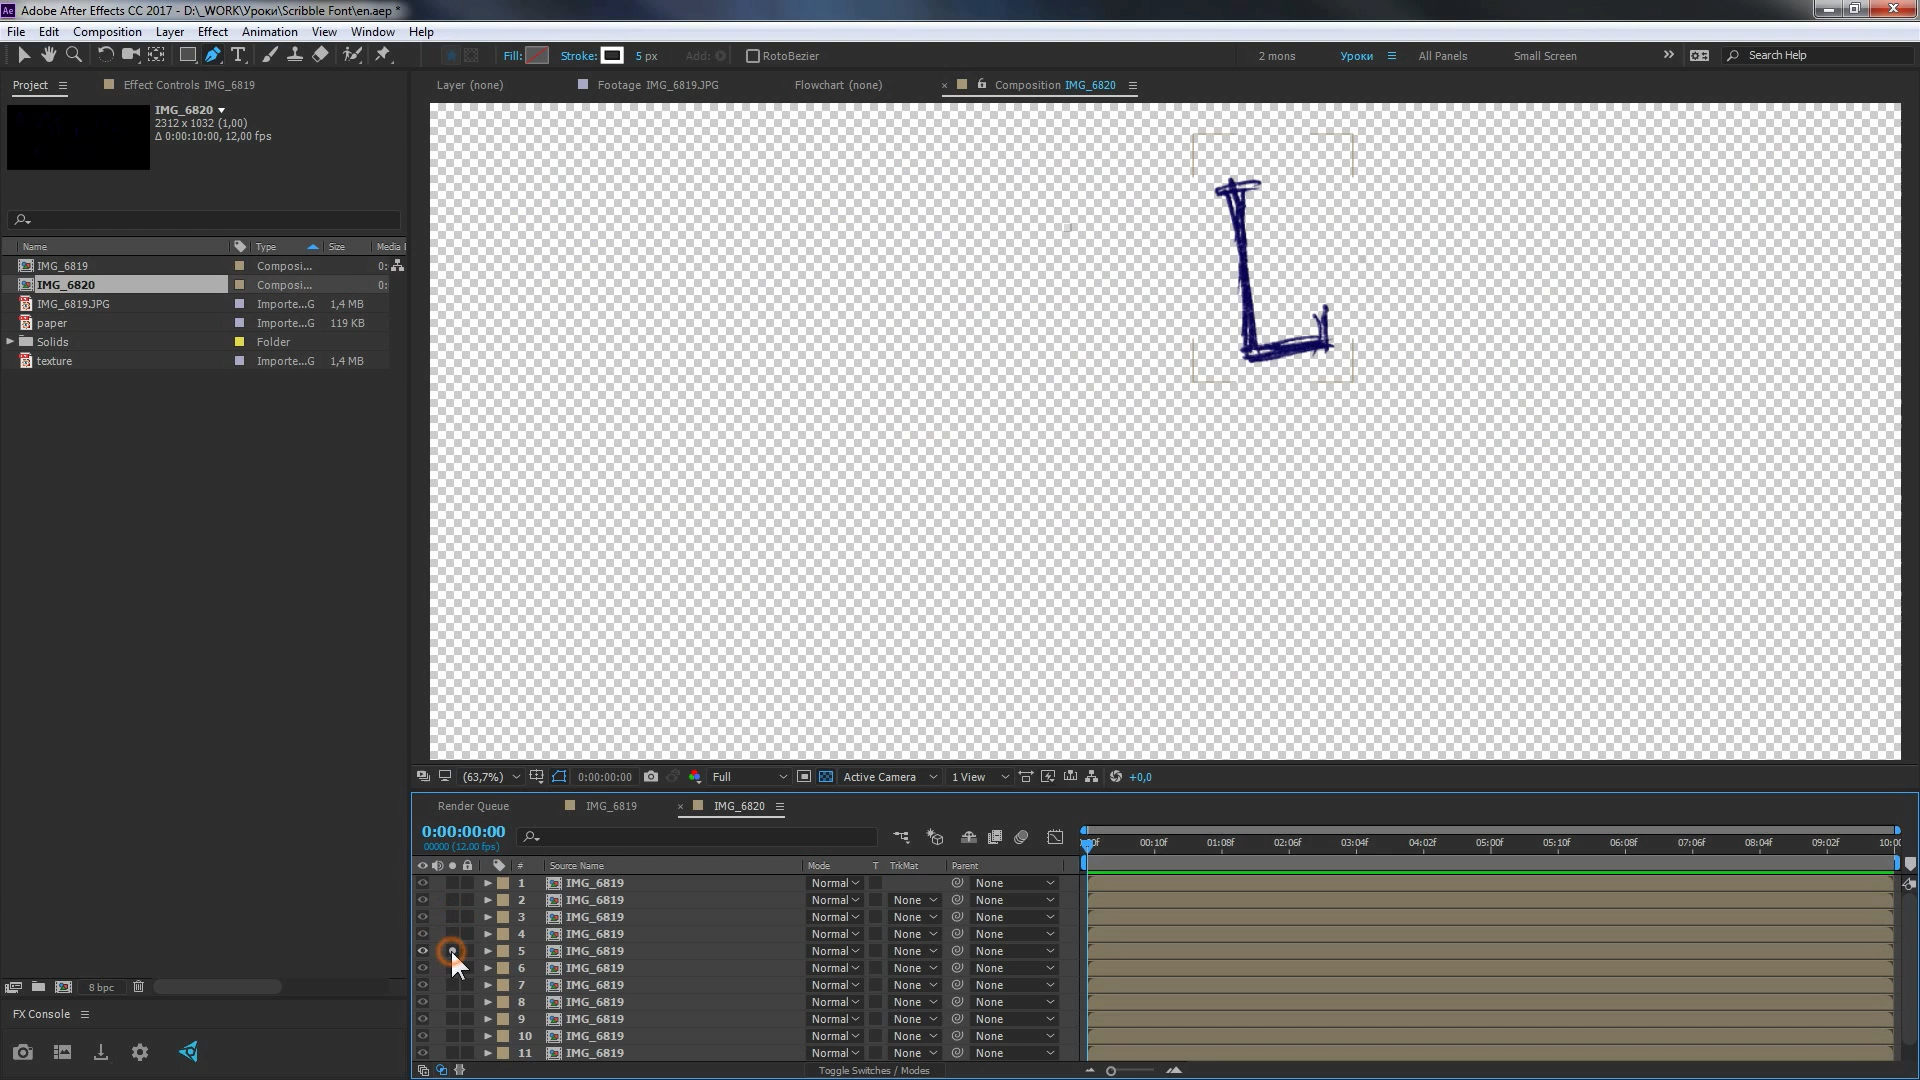 Adobe After Effects CC 2017 - D:\_WORK\Уроки\Scribble Font\en.aep *
File Edit Composition Layer Effect Animation View Window Help
Fill: Stroke: 5 px Add: RotoBezier 2 mons Уроки All Panels Small Screen Search Help
Project Effect Controls IMG_6819 Layer (none) Footage IMG_6819.JPG Flowchart (none) Composition IMG_6820
IMG_6820
2312 x 1032 (1,00)
Δ 0:00:10:00, 12,00 fps
Name Type Size Media
IMG_6819 Composi... 0:
IMG_6820 Composi... 0:
IMG_6819.JPG Importe...G 1,4 MB
paper Importe...G 119 KB
Solids Folder
texture Importe...G 1,4 MB
L
(63,7%) 0:00:00:00 Full Active Camera 1 View +0,0
Render Queue IMG_6819 IMG_6820
0:00:00:00
00000 (12.00 fps)
00:10f 01:08f 02:06f 03:04f 04:02f 05:00f 05:10f 06:08f 07:06f 08:04f 09:02f 10:00
# Source Name Mode T TrkMat Parent
1 IMG_6819 Normal None
2 IMG_6819 Normal None None
3 IMG_6819 Normal None None
4 IMG_6819 Normal None None
5 IMG_6819 Normal None None
6 IMG_6819 Normal None None
7 IMG_6819 Normal None None
8 IMG_6819 Normal None None
9 IMG_6819 Normal None None
10 IMG_6819 Normal None None
11 IMG_6819 Normal None None
8 bpc
FX Console
Toggle Switches / Modes